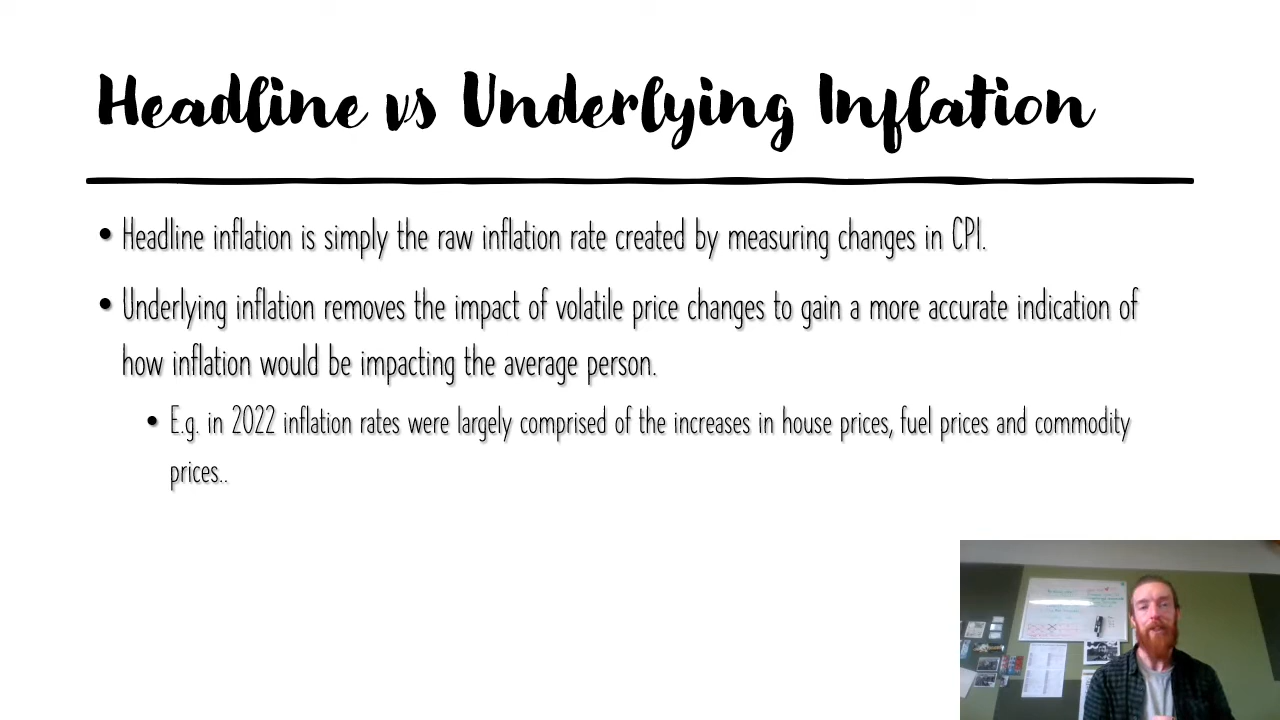 Headline vs Underlying Inflation
• Headline inflation is simply the raw inflation rate created by measuring changes in CPI.
• Underlying inflation removes the impact of volatile price changes to gain a more accurate indication of
how inflation would be impacting the average person.
• E.g. in 2022 inflation rates were largely comprised of the increases in house prices, fuel prices and commodity
prices..